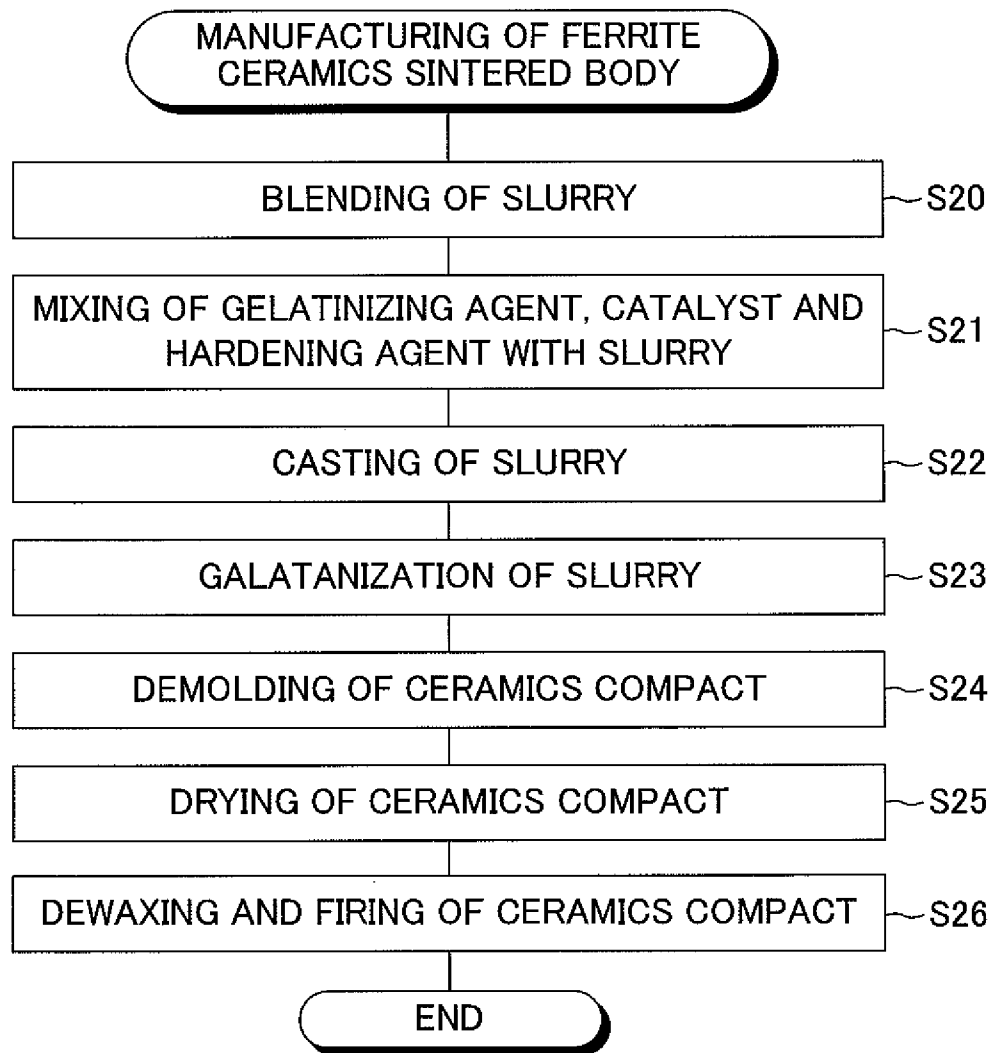 MANUFACTURING OF FERRITE
CERAMICS SINTERED BODY
BLENDING OF SLURRY
S20
MIXING OF GELATINIZING AGENT, CATALYST AND
HARDENING AGENT WITH SLURRY
S21
CASTING OF SLURRY
S22
GALATANIZATION OF SLURRY
S23
DEMOLDING OF CERAMICS COMPACT
S24
DRYING OF CERAMICS COMPACT
S25
DEWAXING AND FIRING OF CERAMICS COMPACT
S26
END